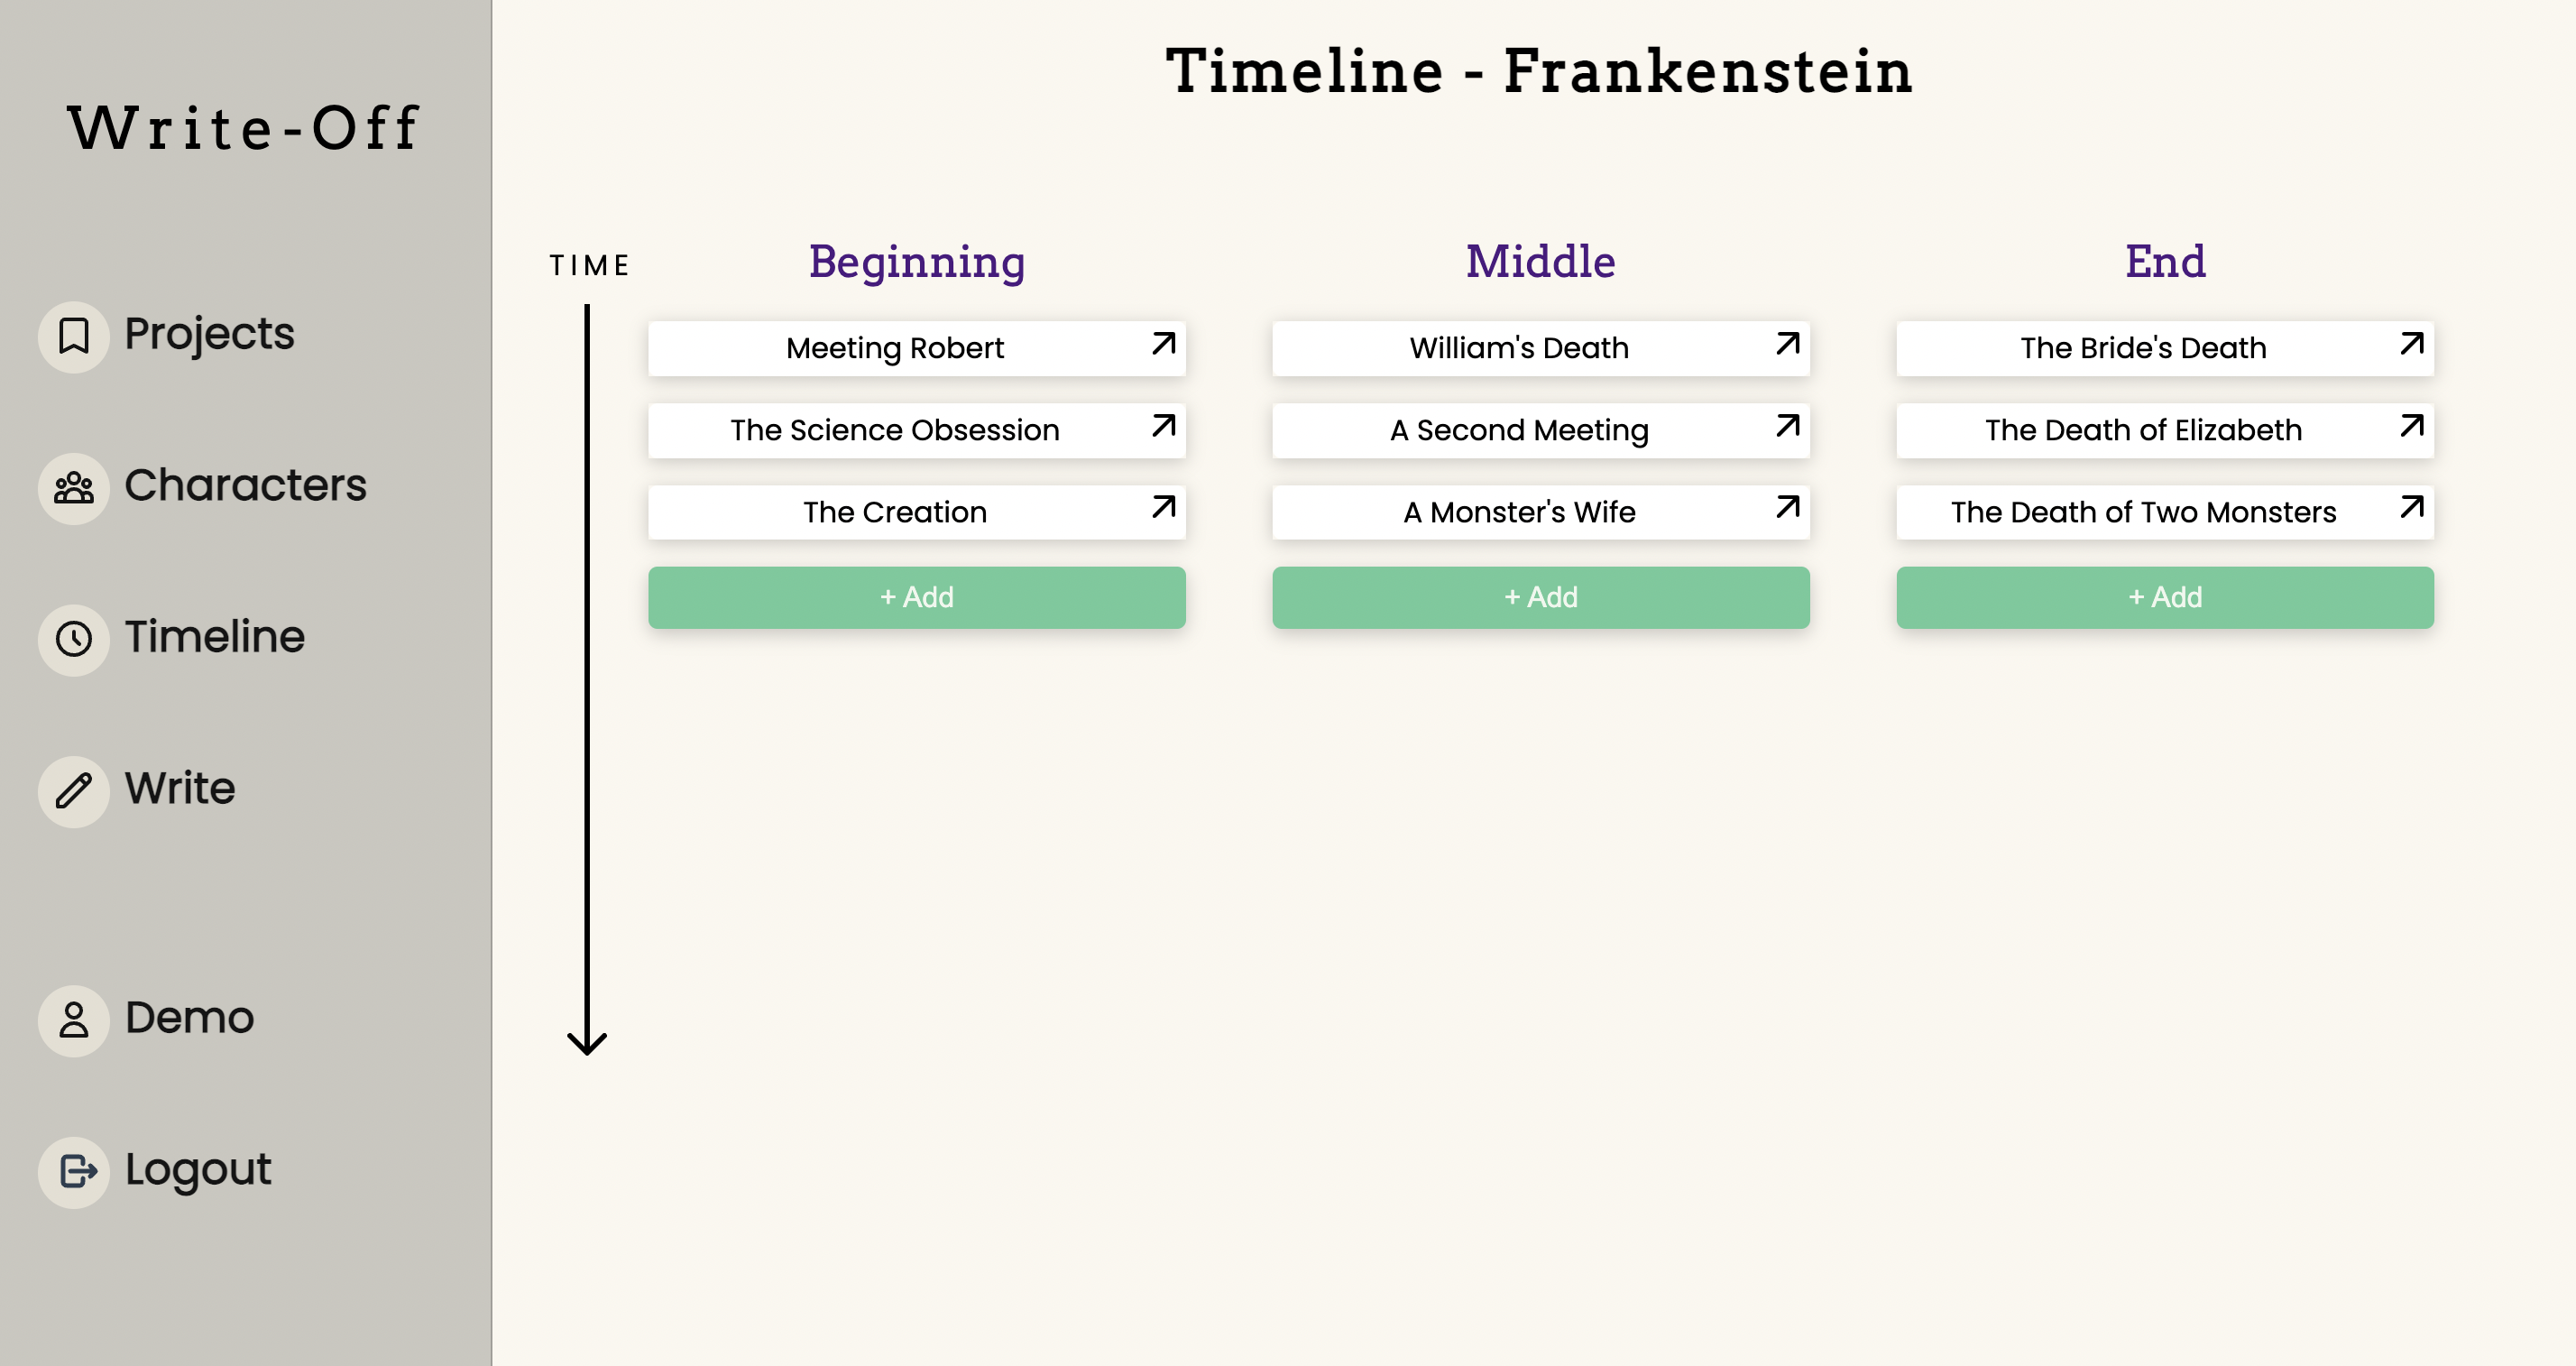 Write-Off
Projects
Characters
Timeline
Write
Demo
Logout
Timeline - Frankenstein
TIME
Beginning
Meeting Robert
The Science Obsession
The Creation
+ Add
Middle
William's Death
A Second Meeting
A Monster's Wife
+ Add
End
The Bride's Death
The Death of Elizabeth
The Death of Two Monsters
+ Add